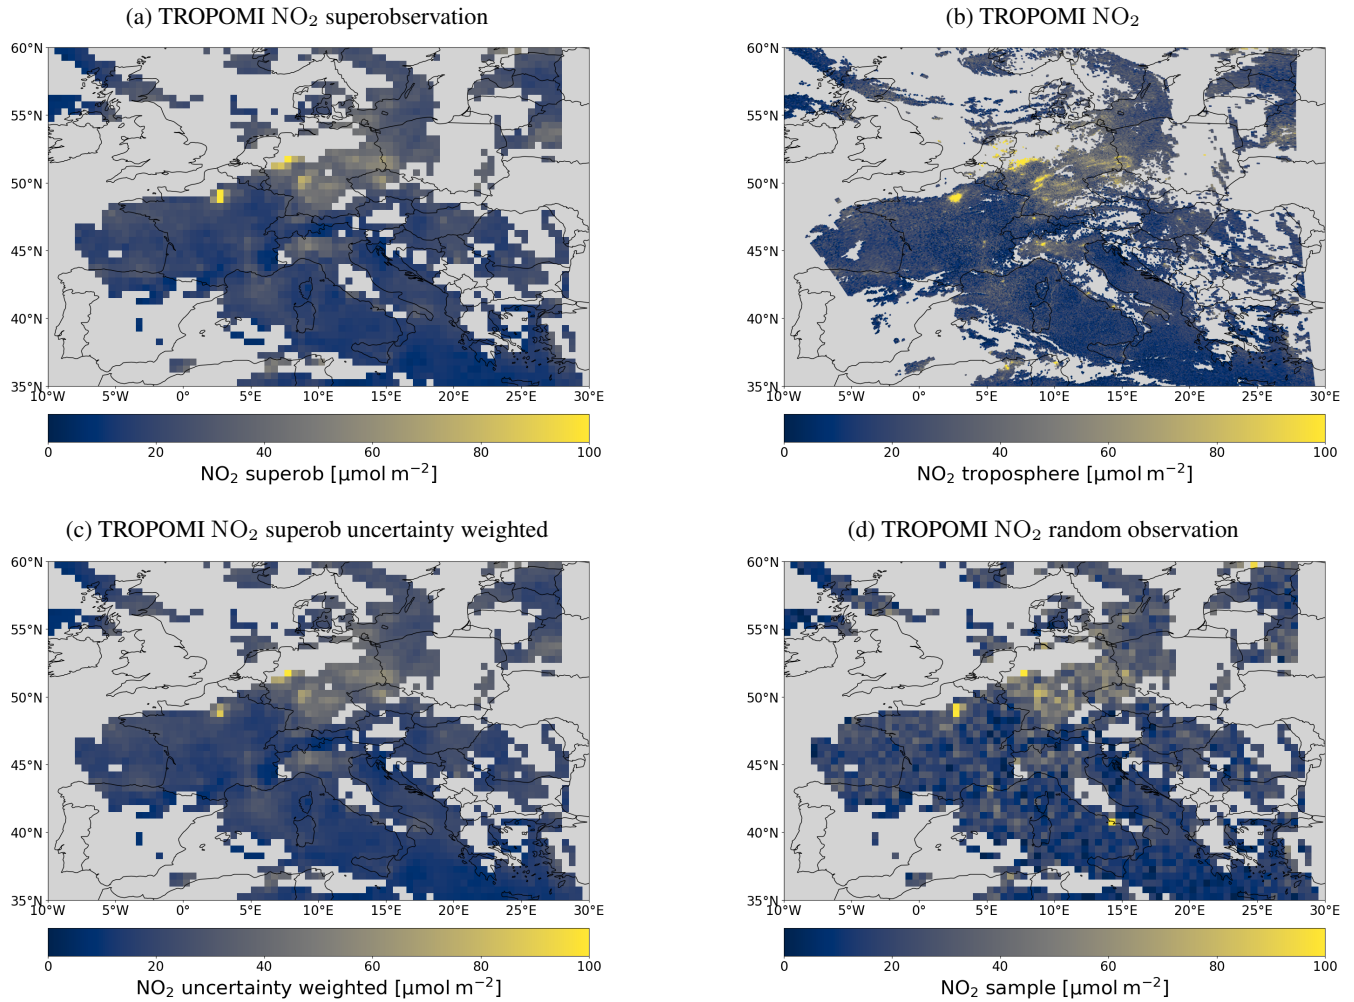 (a) TROPOMI NO₂ superobservation
(b) TROPOMI NO₂
60°N
55°N
50°N
45°N
40°N
35°N
10°W 5°W 0° 5°E 10°E 15°E 20°E 25°E 30°E
0 20 40 60 80 100
NO₂ superob [µmol m⁻²]
60°N
55°N
50°N
45°N
40°N
35°N
10°W 5°W 0° 5°E 10°E 15°E 20°E 25°E 30°E
0 20 40 60 80 100
NO₂ troposphere [µmol m⁻²]
(c) TROPOMI NO₂ superob uncertainty weighted
(d) TROPOMI NO₂ random observation
60°N
55°N
50°N
45°N
40°N
35°N
10°W 5°W 0° 5°E 10°E 15°E 20°E 25°E 30°E
0 20 40 60 80 100
NO₂ uncertainty weighted [µmol m⁻²]
60°N
55°N
50°N
45°N
40°N
35°N
10°W 5°W 0° 5°E 10°E 15°E 20°E 25°E 30°E
0 20 40 60 80 100
NO₂ sample [µmol m⁻²]